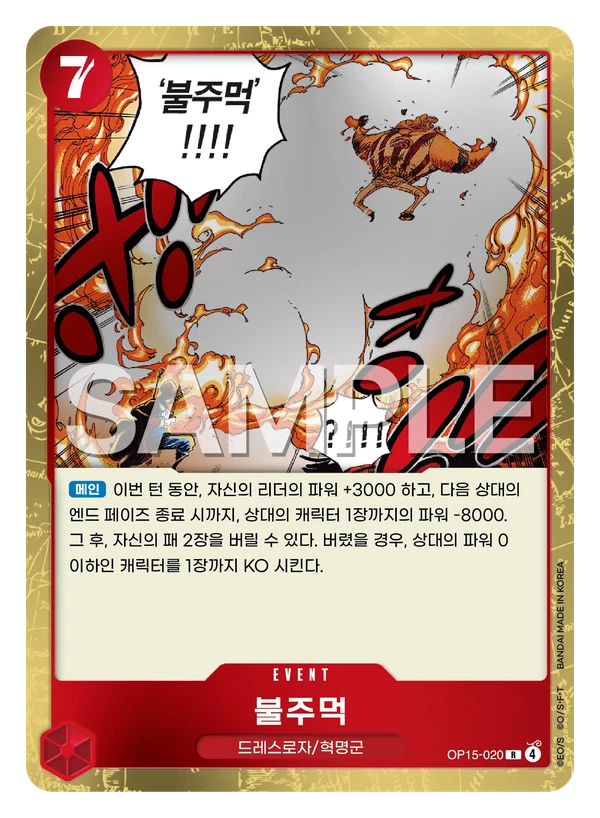 7
‘불주먹’
!!!!
SAMPLE
?!!!
메인 이번 턴 동안, 자신의 리더의 파워 +3000 하고, 다음 상대의
엔드 페이즈 종료 시까지, 상대의 캐릭터 1장까지의 파워 -8000.
그 후, 자신의 패 2장을 버릴 수 있다. 버렸을 경우, 상대의 파워 0
이하인 캐릭터를 1장까지 KO 시킨다.
EVENT
불주먹
드레스로자/혁명군
OP15-020 R 4
©EO/S ©O/S·F·T BANDAI MADE IN KOREA